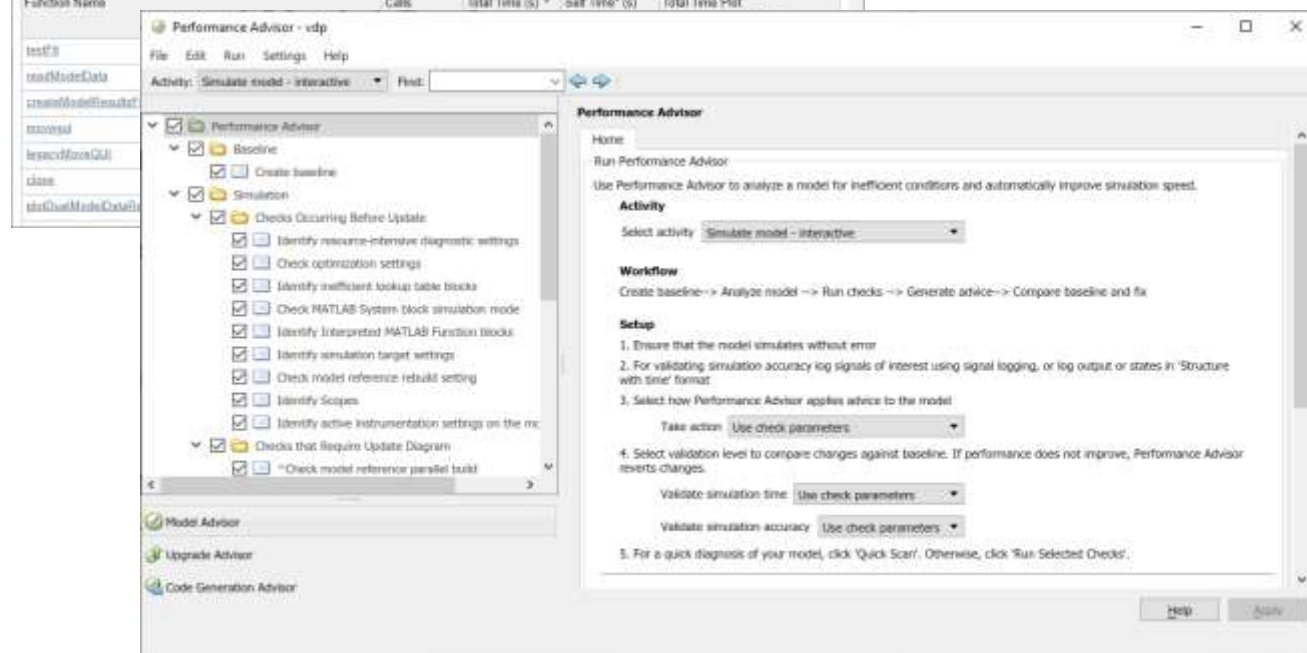 Function Name Calls Total Time (s) Self Time* (s) Total Time Plot
testFit
readModelData
movegui
legacyMoveGUI
close
Performance Advisor - vdp
File Edit Run Settings Help
Activity: Simulate model - interactive Find:
Performance Advisor
Baseline
Create baseline
Simulation
Checks Occurring Before Update
Identify resource-intensive diagnostic settings
Check optimization settings
Identify inefficient lookup table blocks
Check MATLAB System block simulation mode
Identify Interpreted MATLAB Function blocks
Identify simulation target settings
Check model reference rebuild setting
Identify Scopes
Identify active instrumentation settings on the mo
Checks that Require Update Diagram
^Check model reference parallel build
Model Advisor
Upgrade Advisor
Code Generation Advisor
Performance Advisor
Home
Run Performance Advisor
Use Performance Advisor to analyze a model for inefficient conditions and automatically improve simulation speed.
Activity
Select activity Simulate model - interactive
Workflow
Create baseline--> Analyze model --> Run checks --> Generate advice--> Compare baseline and fix
Setup
1. Ensure that the model simulates without error
2. For validating simulation accuracy log signals of interest using signal logging, or log output or states in 'Structure
with time' format
3. Select how Performance Advisor applies advice to the model
Take action Use check parameters
4. Select validation level to compare changes against baseline. If performance does not improve, Performance Advisor
reverts changes.
Validate simulation time Use check parameters
Validate simulation accuracy Use check parameters
5. For a quick diagnosis of your model, click 'Quick Scan'. Otherwise, click 'Run Selected Checks'.
Help Apply